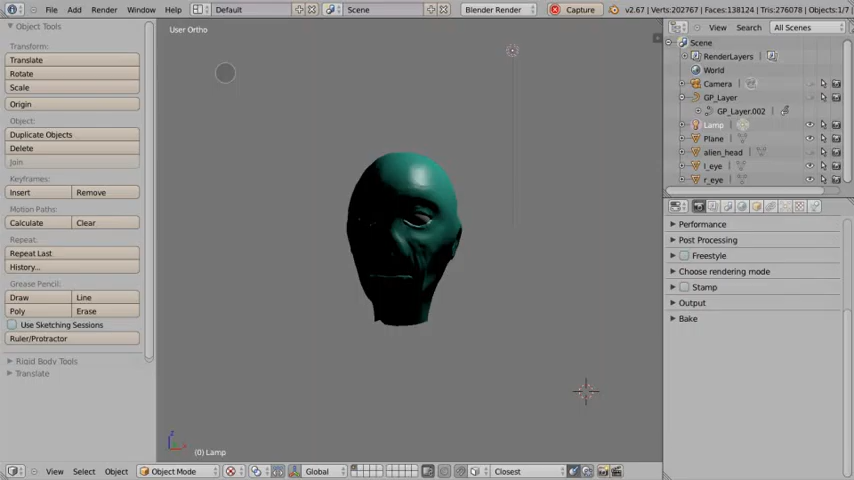 File Add Render Window Help Default Scene Blender Render Capture v2.67 | Verts:202767 | Faces:138124 | Tris:276078 | Objects:1/7
Object Tools
Transform:
Translate
Rotate
Scale
Origin
Object:
Duplicate Objects
Delete
Join
Keyframes:
Insert Remove
Motion Paths:
Calculate Clear
Repeat:
Repeat Last
History...
Grease Pencil:
Draw Line
Poly Erase
Use Sketching Sessions
Ruler/Protractor
Rigid Body Tools
Translate
User Ortho
(0) Lamp
View Search All Scenes
Scene
RenderLayers
World
Camera
GP_Layer
GP_Layer.002
Lamp
Plane
alien_head
l_eye
r_eye
Performance
Post Processing
Freestyle
Choose rendering mode
Stamp
Output
Bake
View Select Object Object Mode Global Closest